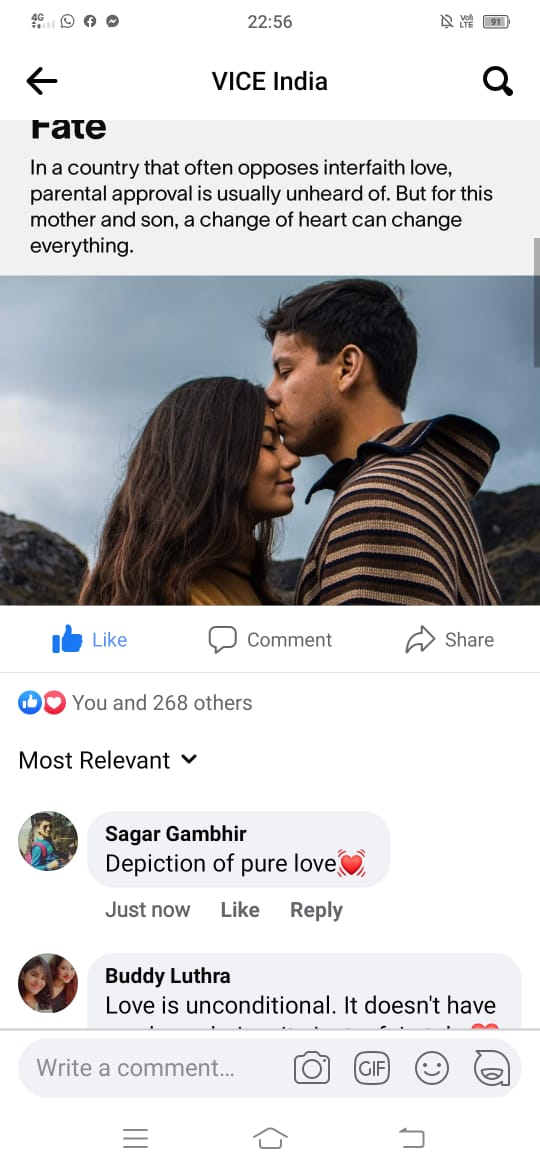 4G
22:56
Vo))
LTE
91
VICE India
Fate
In a country that often opposes interfaith love,
parental approval is usually unheard of. But for this
mother and son, a change of heart can change
everything.
Like
Comment
Share
You and 268 others
Most Relevant
Sagar Gambhir
Depiction of pure love
Just now
Like
Reply
Buddy Luthra
Love is unconditional. It doesn't have
Write a comment...
GIF